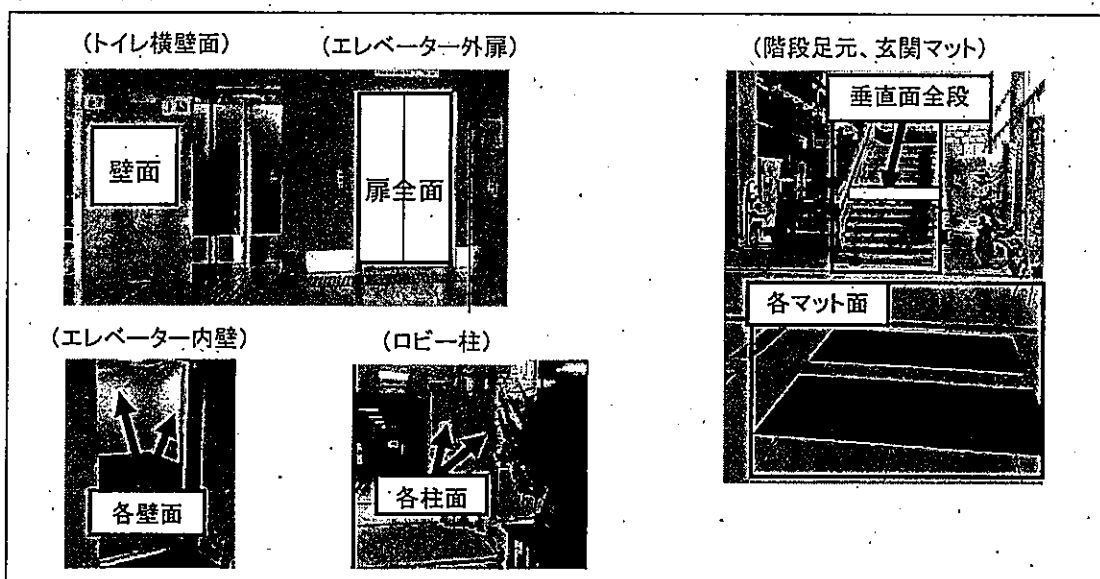 (トイレ横壁面)
(エレベーター外扉)
壁面
扉全面
(階段足元、玄関マット)
垂直面全段
各マット面
(エレベーター内壁)
各壁面
(ロビー柱)
各柱面